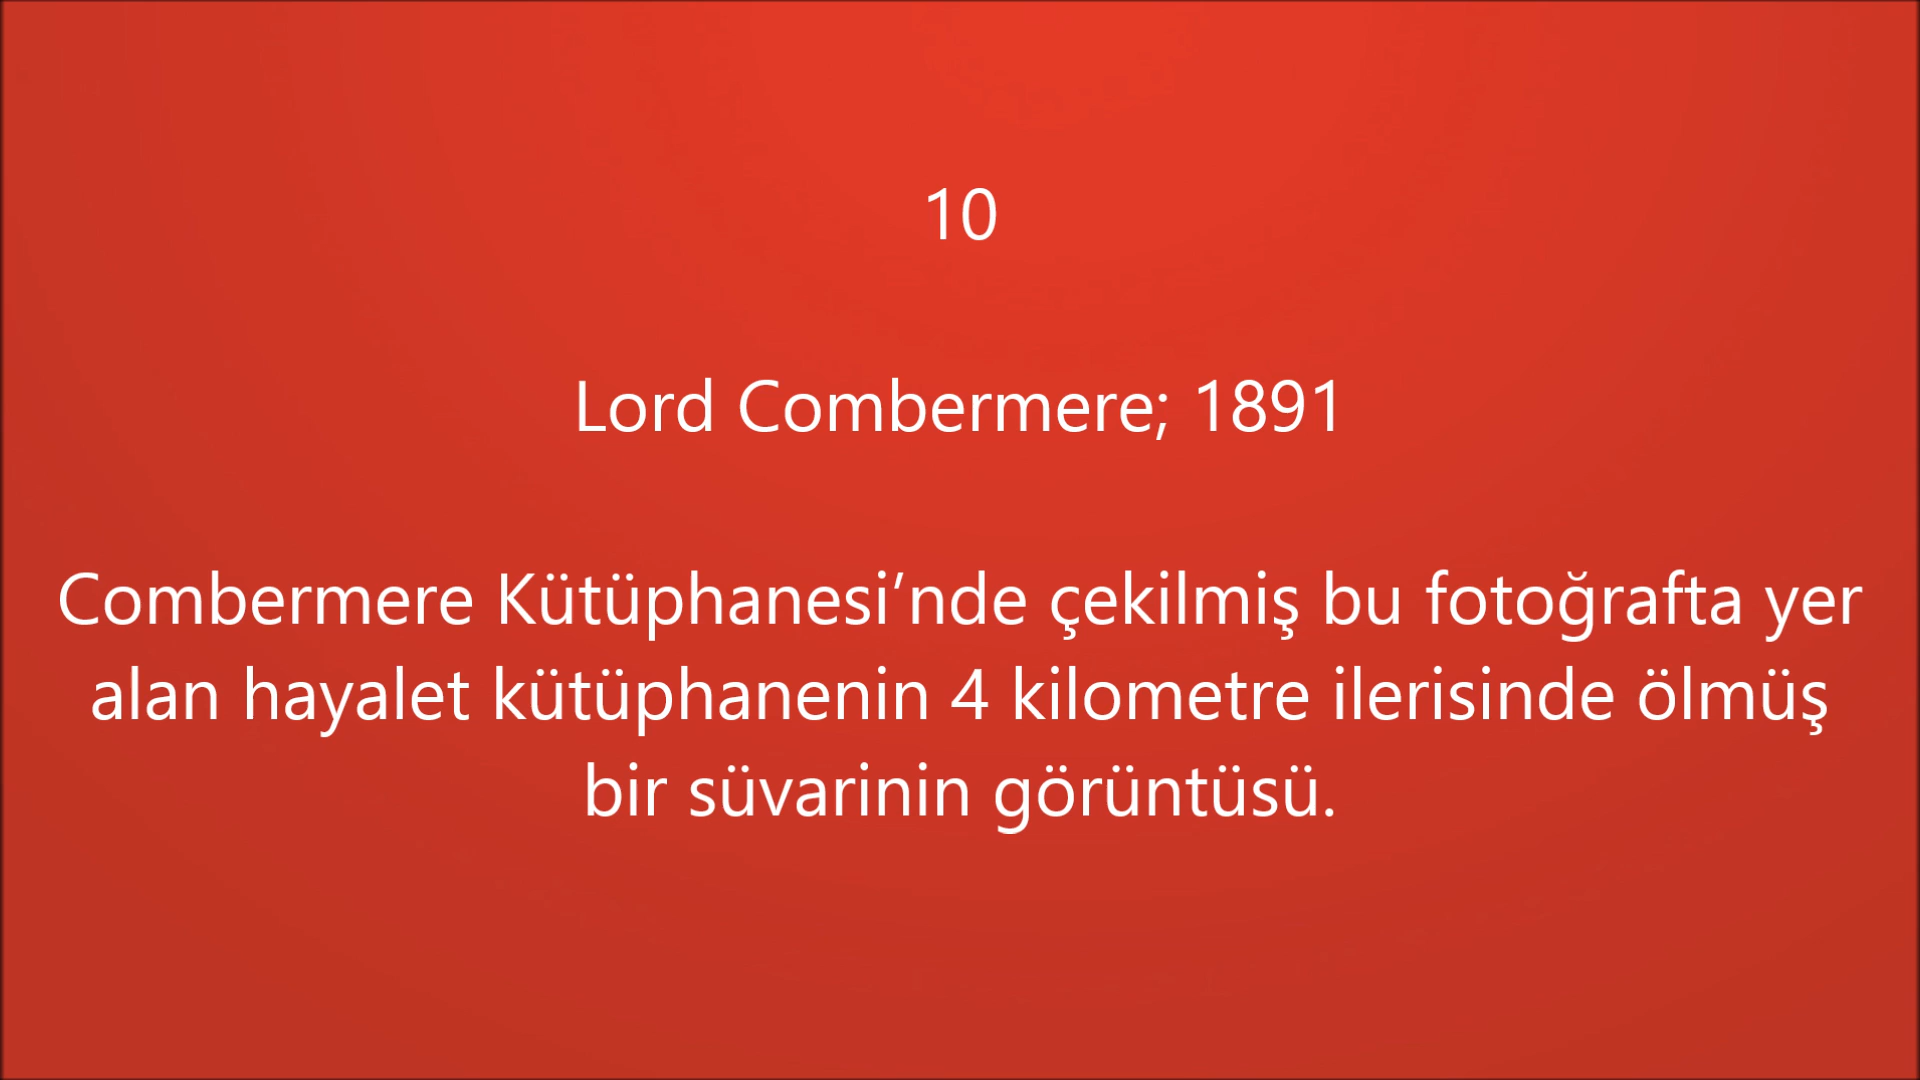 10
Lord Combermere; 1891
Combermere Kütüphanesi’nde çekilmiş bu fotoğrafta yer
alan hayalet kütüphanenin 4 kilometre ilerisinde ölmüş
bir süvarinin görüntüsü.